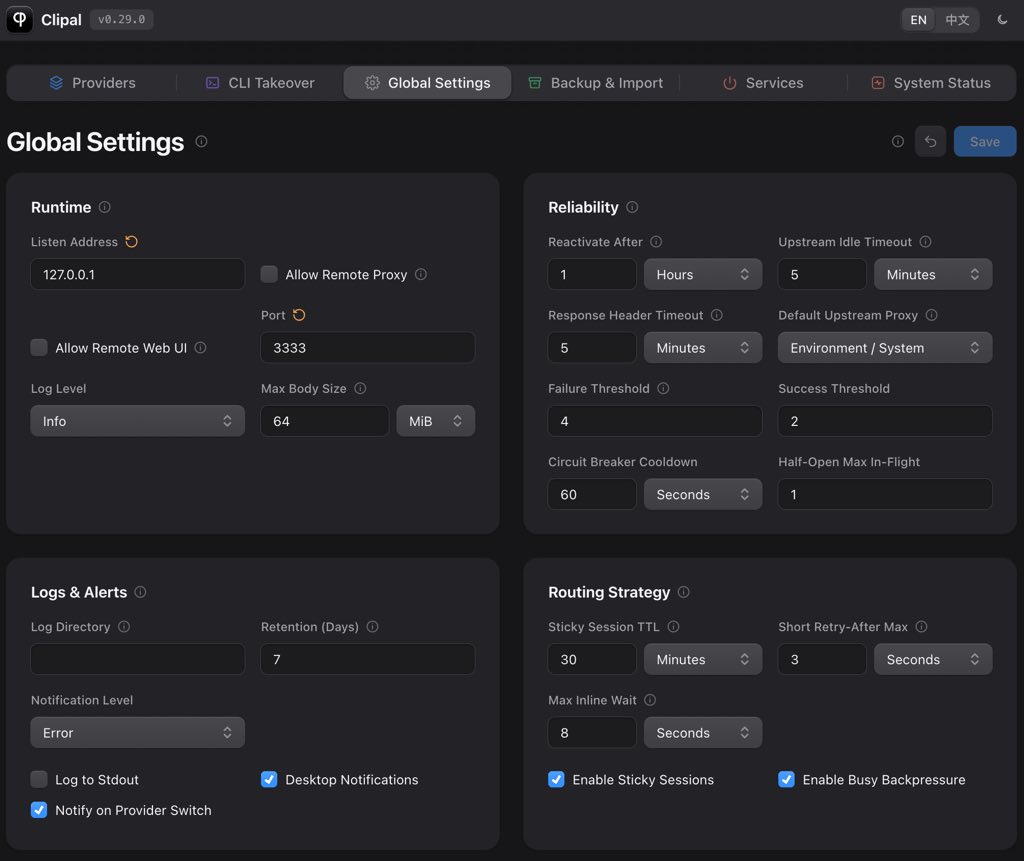 Clipal v0.29.0 EN 中文
Providers CLI Takeover Global Settings Backup & Import Services System Status
Global Settings Save
Runtime
Listen Address
127.0.0.1 Allow Remote Proxy
Port
Allow Remote Web UI 3333
Log Level Max Body Size
Info 64 MiB
Reliability
Reactivate After Upstream Idle Timeout
1 Hours 5 Minutes
Response Header Timeout Default Upstream Proxy
5 Minutes Environment / System
Failure Threshold Success Threshold
4 2
Circuit Breaker Cooldown Half-Open Max In-Flight
60 Seconds 1
Logs & Alerts
Log Directory Retention (Days)
7
Notification Level
Error
Log to Stdout Desktop Notifications
Notify on Provider Switch
Routing Strategy
Sticky Session TTL Short Retry-After Max
30 Minutes 3 Seconds
Max Inline Wait
8 Seconds
Enable Sticky Sessions Enable Busy Backpressure